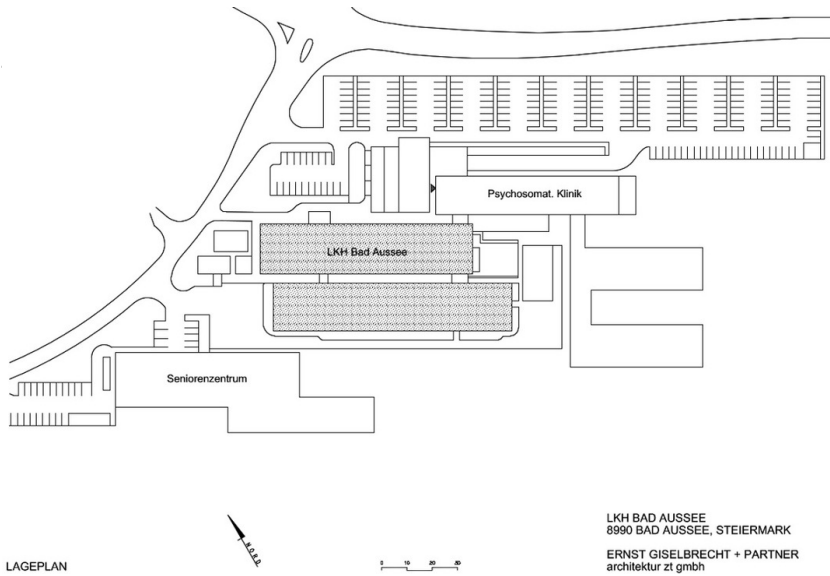 Psychosomat. Klinik
LKH Bad Aussee
Seniorenzentrum
NORD
LKH BAD AUSSEE
8990 BAD AUSSEE, STEIERMARK
ERNST GISELBRECHT + PARTNER
architektur zt gmbh
LAGEPLAN
0 10 20 30